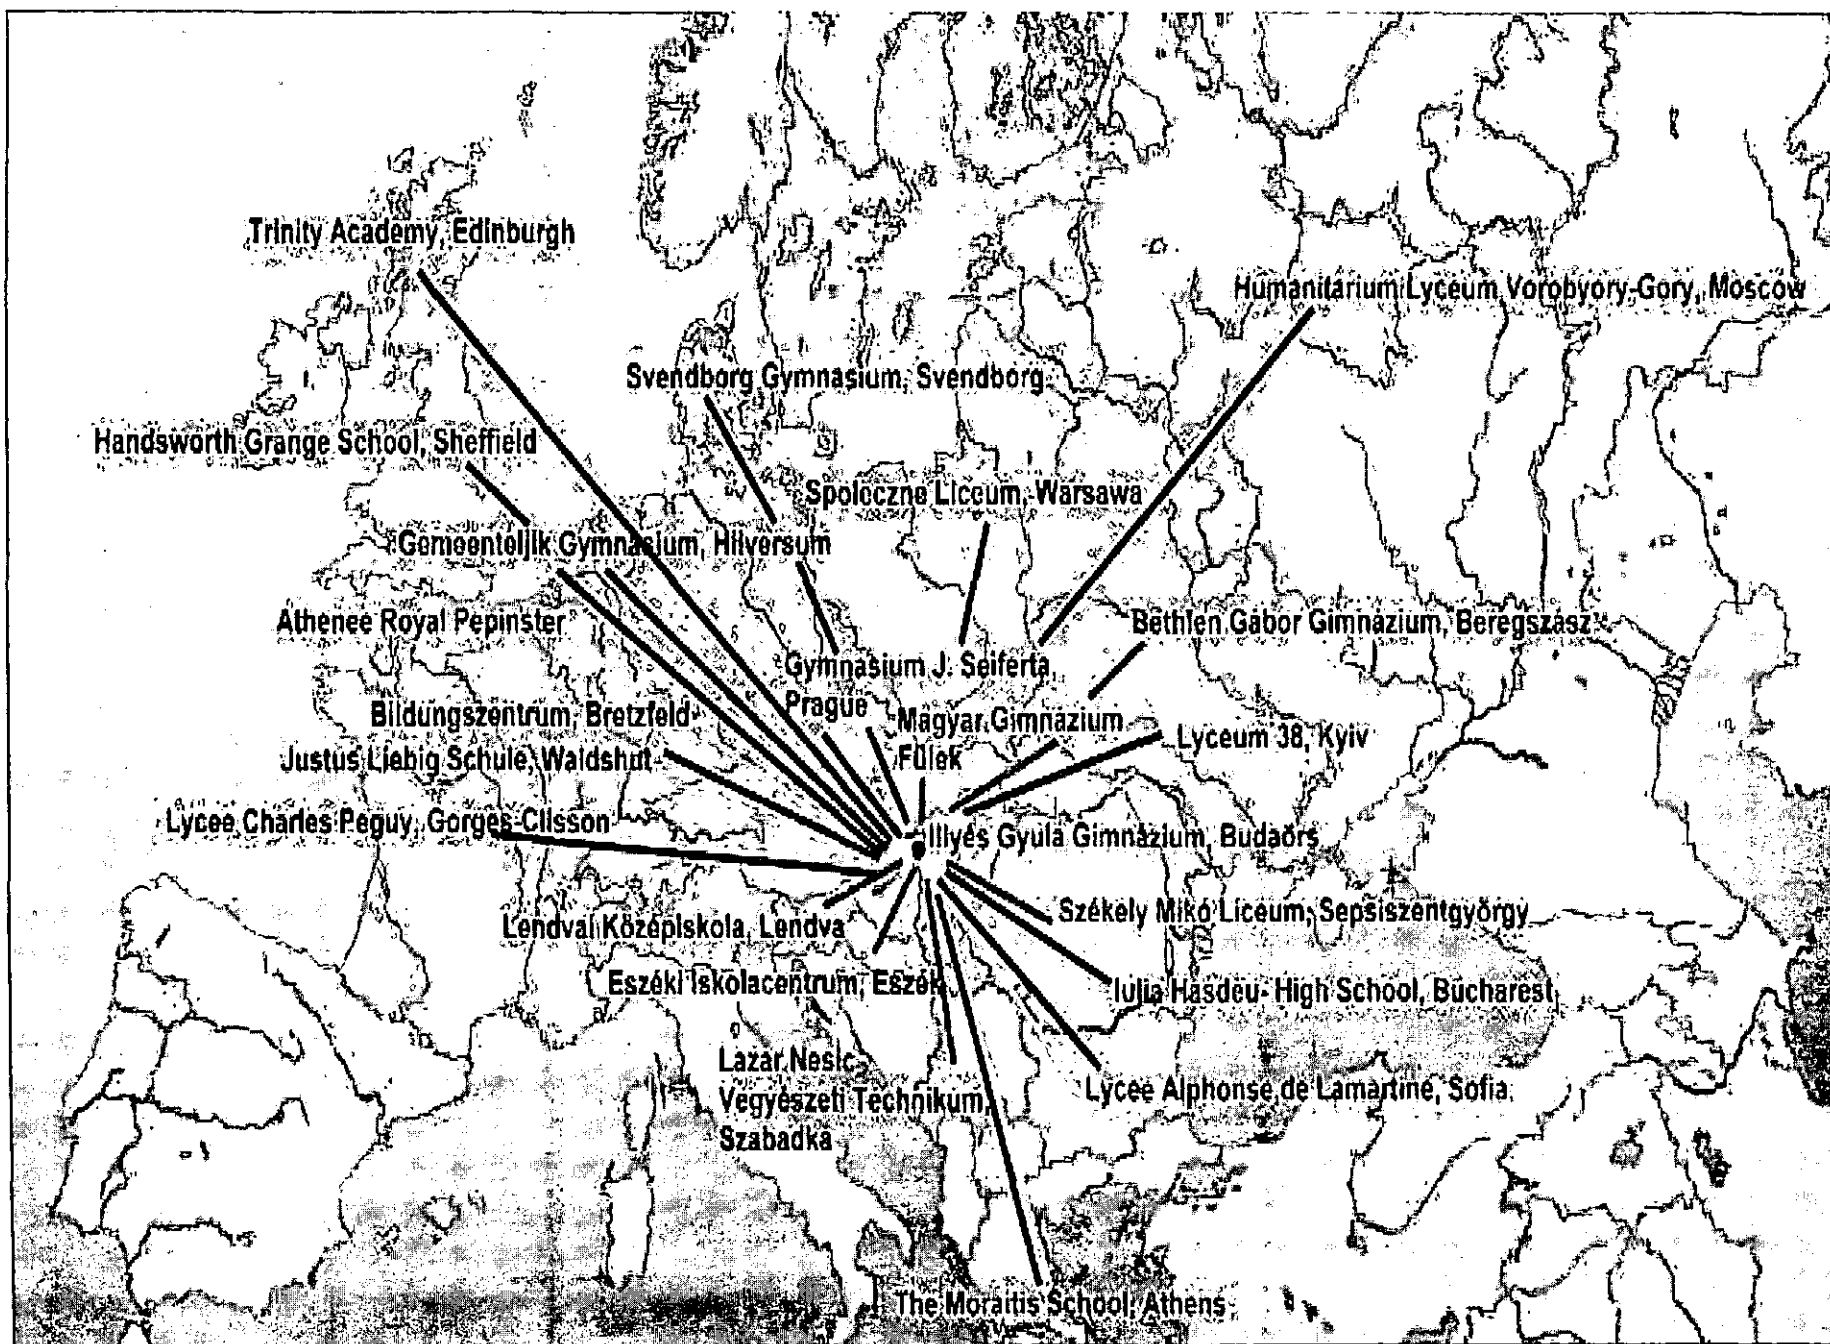 Trinity Academy, Edinburgh
Humanitárium Lyceum Vorobyory-Gory, Moscow
Svendborg Gymnasium, Svendborg
Handsworth Grange School, Sheffield
Spoleczne Liceum, Warsawa
Gemeenteljik Gymnasium, Hilversum
Athenee Royal Pepinster
Bethlen Gábor Gimnázium, Beregszász
Gymnasium J. Seiferta,
Prague
Bildungszentrum, Bretzfeld
Magyar Gimnázium
Fülek
Lyceum 38, Kyiv
Justus Liebig Schule, Waldshut
Lycee Charles Peguy, Gorges-Clisson
Illyés Gyula Gimnázium, Budaörs
Székely Mikó Líceum, Sepsiszentgyörgy
Lendvai Középiskola, Lendva
Eszéki Iskolacentrum, Eszék
Iulia Hasdeu- High School, Bucharest
Lazar Nesic
Vegyészeti Technikum,
Szabadka
Lycee Alphonse de Lamartine, Sofia
The Moraitis School, Athens